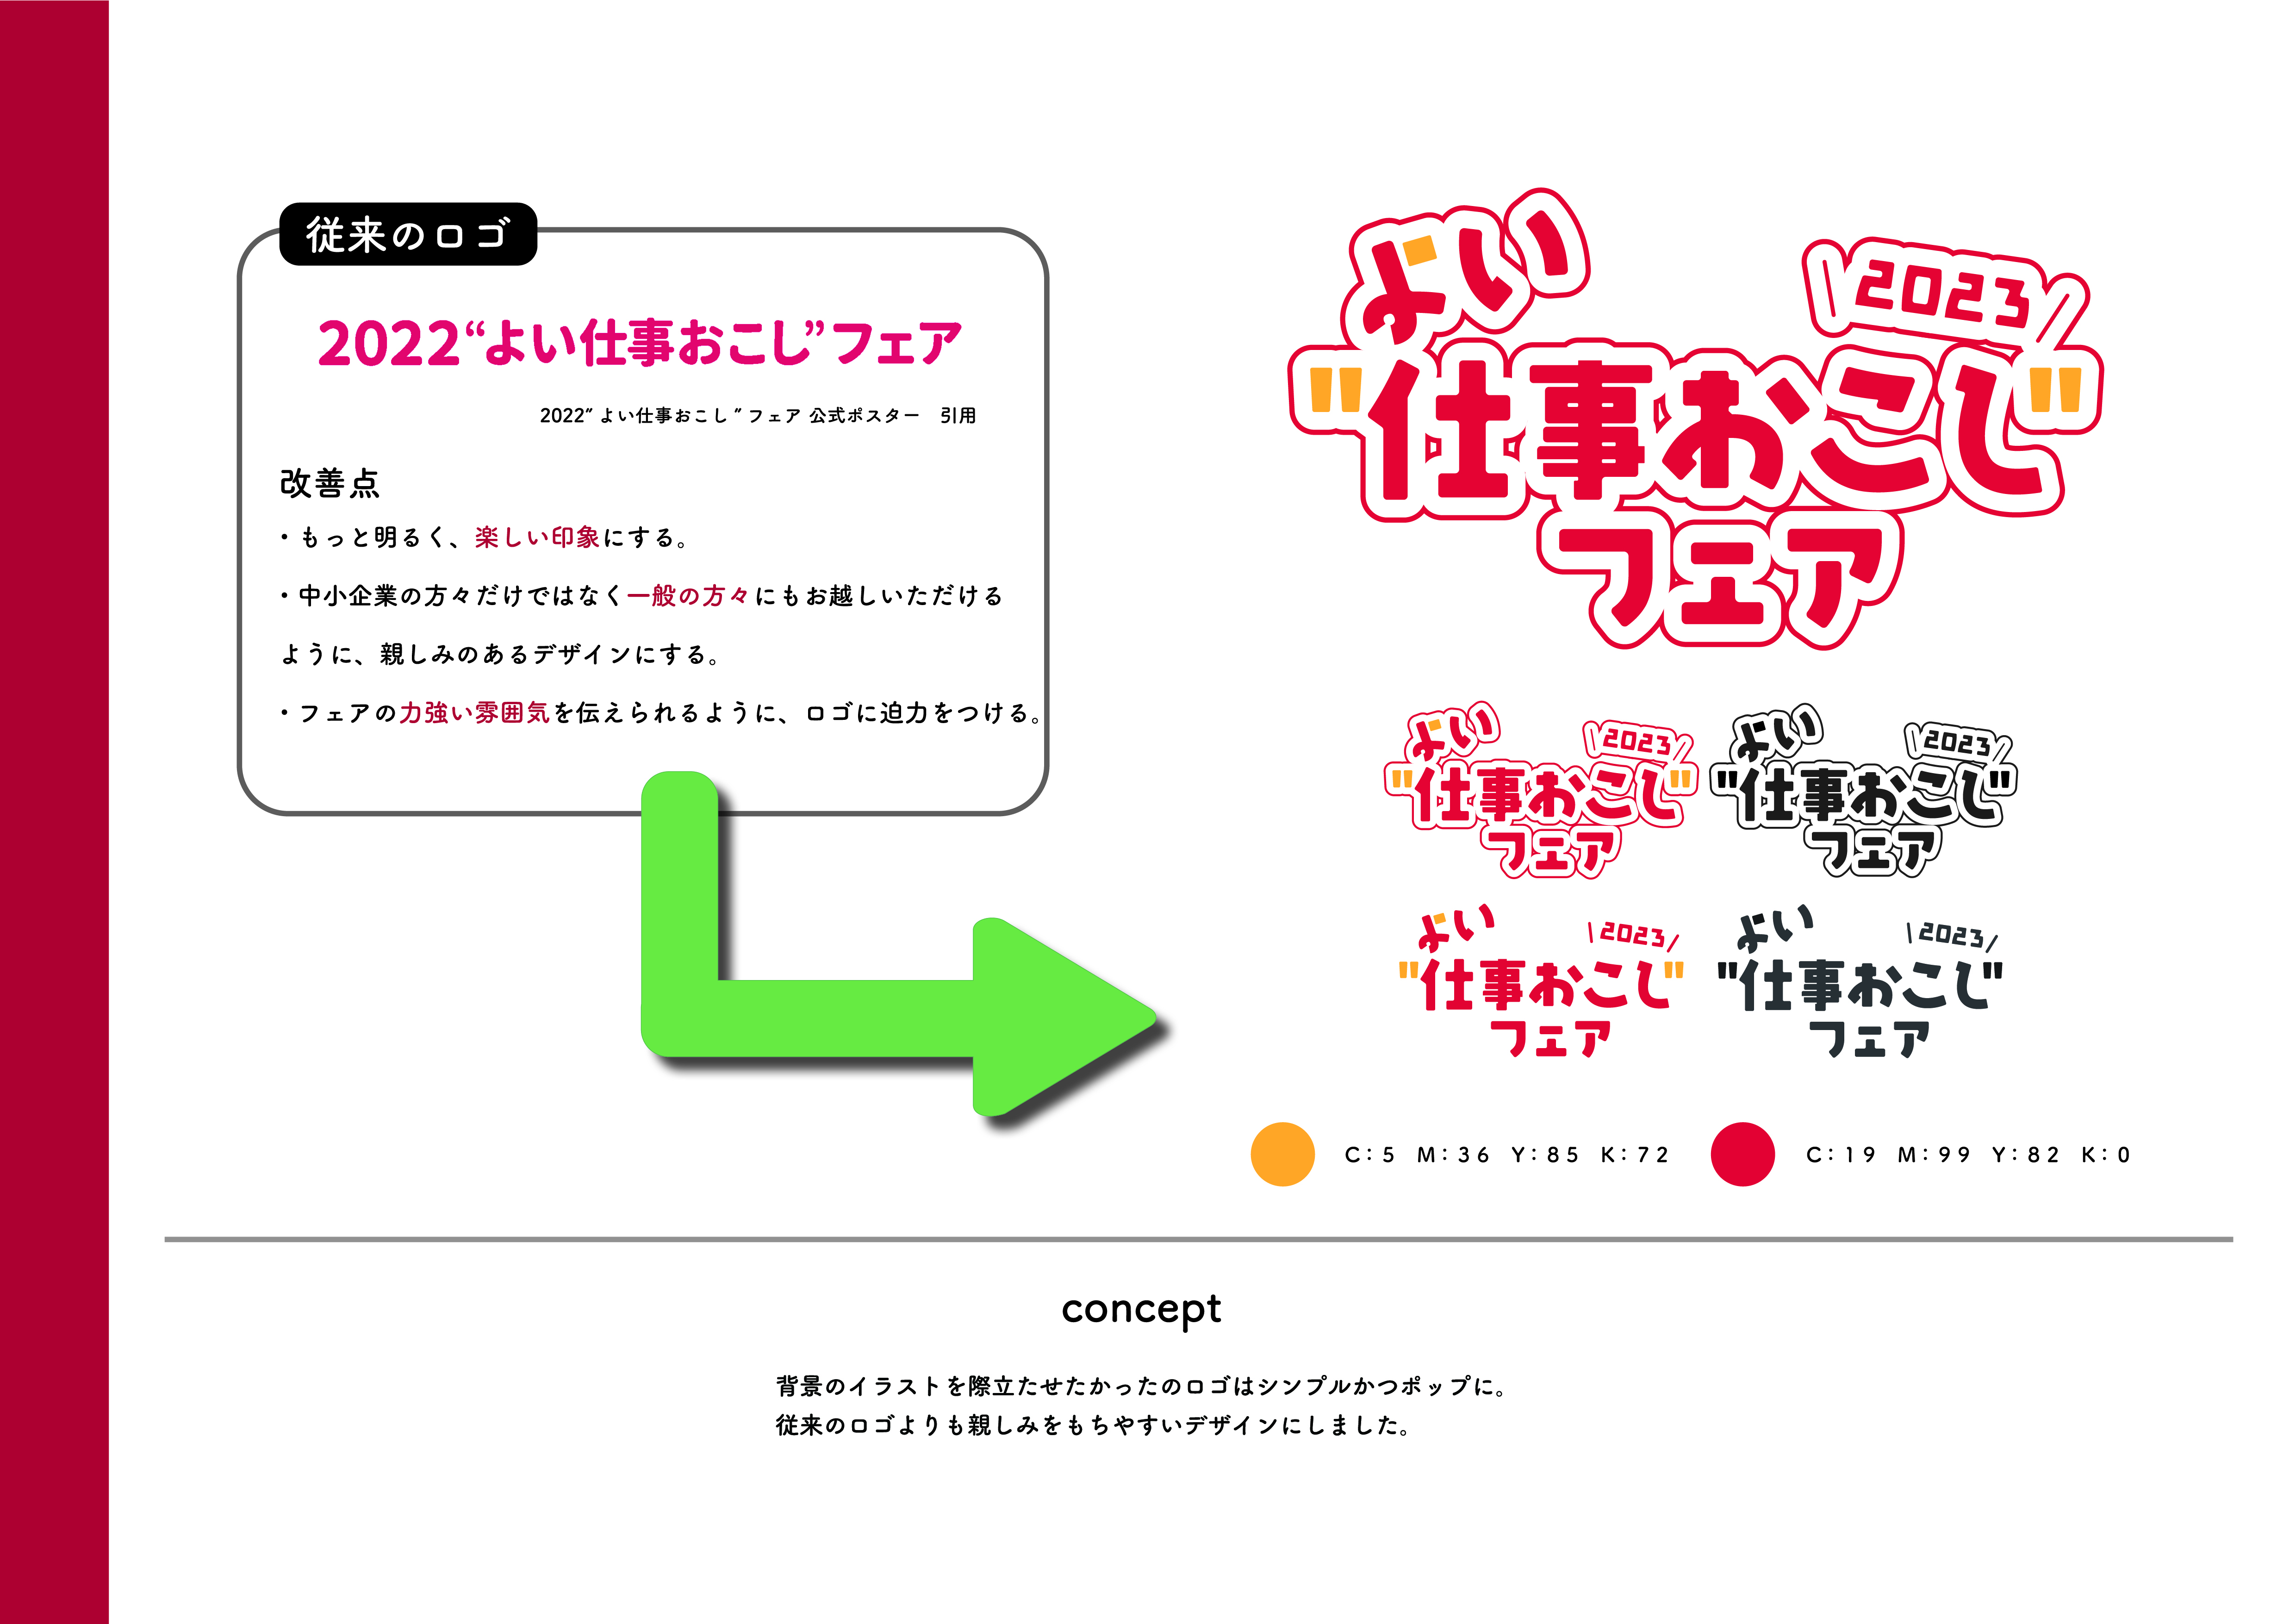 従来のロゴ
2022“よい仕事おこし”フェア
2022”よい仕事おこし”フェア 公式ポスター　引用
改善点
・もっと明るく、楽しい印象にする。
・中小企業の方々だけではなく一般の方々にもお越しいただける
ように、親しみのあるデザインにする。
・フェアの力強い雰囲気を伝えられるように、ロゴに迫力をつける。
よい
\2023/
"仕事おこし"
フェア
よい
\2023/
"仕事おこし"
フェア
よい
\2023/
"仕事おこし"
フェア
よい
\2023/
"仕事おこし"
フェア
よい
\2023/
"仕事おこし"
フェア
C:5 M:36 Y:85 K:72
C:19 M:99 Y:82 K:0
concept
背景のイラストを際立たせたかったのロゴはシンプルかつポップに。
従来のロゴよりも親しみをもちやすいデザインにしました。